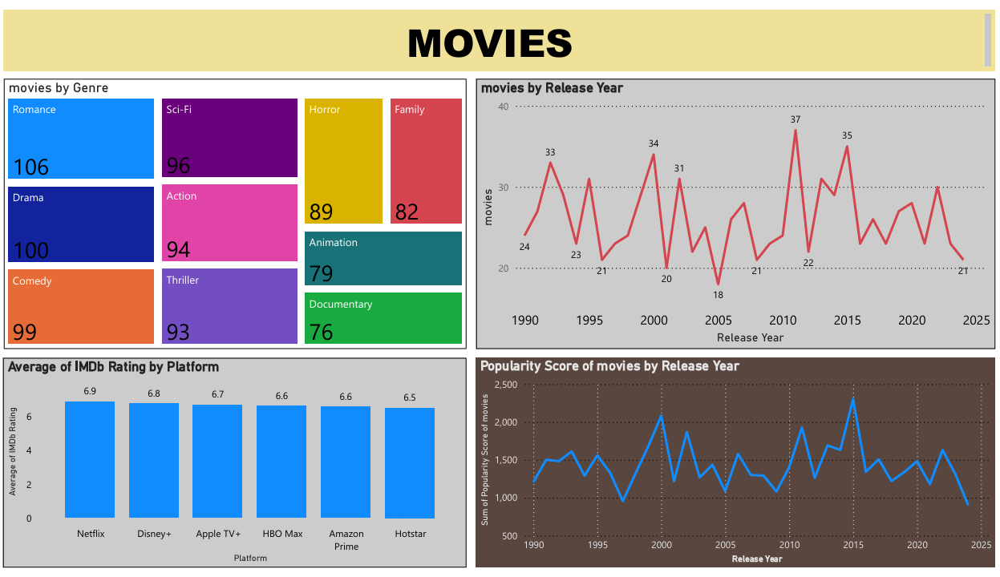 MOVIES
movies by Genre
Romance
106
Drama
100
Comedy
99
Sci-Fi
96
Action
94
Thriller
93
Horror
89
Family
82
Animation
79
Documentary
76
movies by Release Year
movies
40
30
20
24
33
23
21
34
20
31
18
21
37
22
35
21
1990 1995 2000 2005 2010 2015 2020 2025
Release Year
Average of IMDb Rating by Platform
Average of IMDb Rating
6
4
2
0
6.9 6.8 6.7 6.6 6.6 6.5
Netflix Disney+ Apple TV+ HBO Max Amazon Prime Hotstar
Platform
Popularity Score of movies by Release Year
Sum of Popularity Score of movies
2,500
2,000
1,500
1,000
500
1990 1995 2000 2005 2010 2015 2020 2025
Release Year